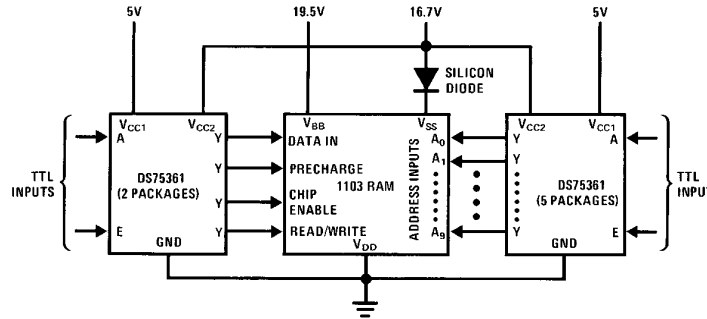 5V
19.5V
16.7V
5V
SILICON
DIODE
VCC1
VCC2
VBB
VSS
VCC2
VCC1
A
Y
DATA IN
A0
Y
A
TTL
INPUTS
DS75361
(2 PACKAGES)
Y
PRECHARGE
1103 RAM
ADDRESS INPUTS
A1
Y
DS75361
(5 PACKAGES)
TTL
INPUT
Y
CHIP
ENABLE
E
Y
READ/WRITE
A9
Y
E
GND
VDD
GND